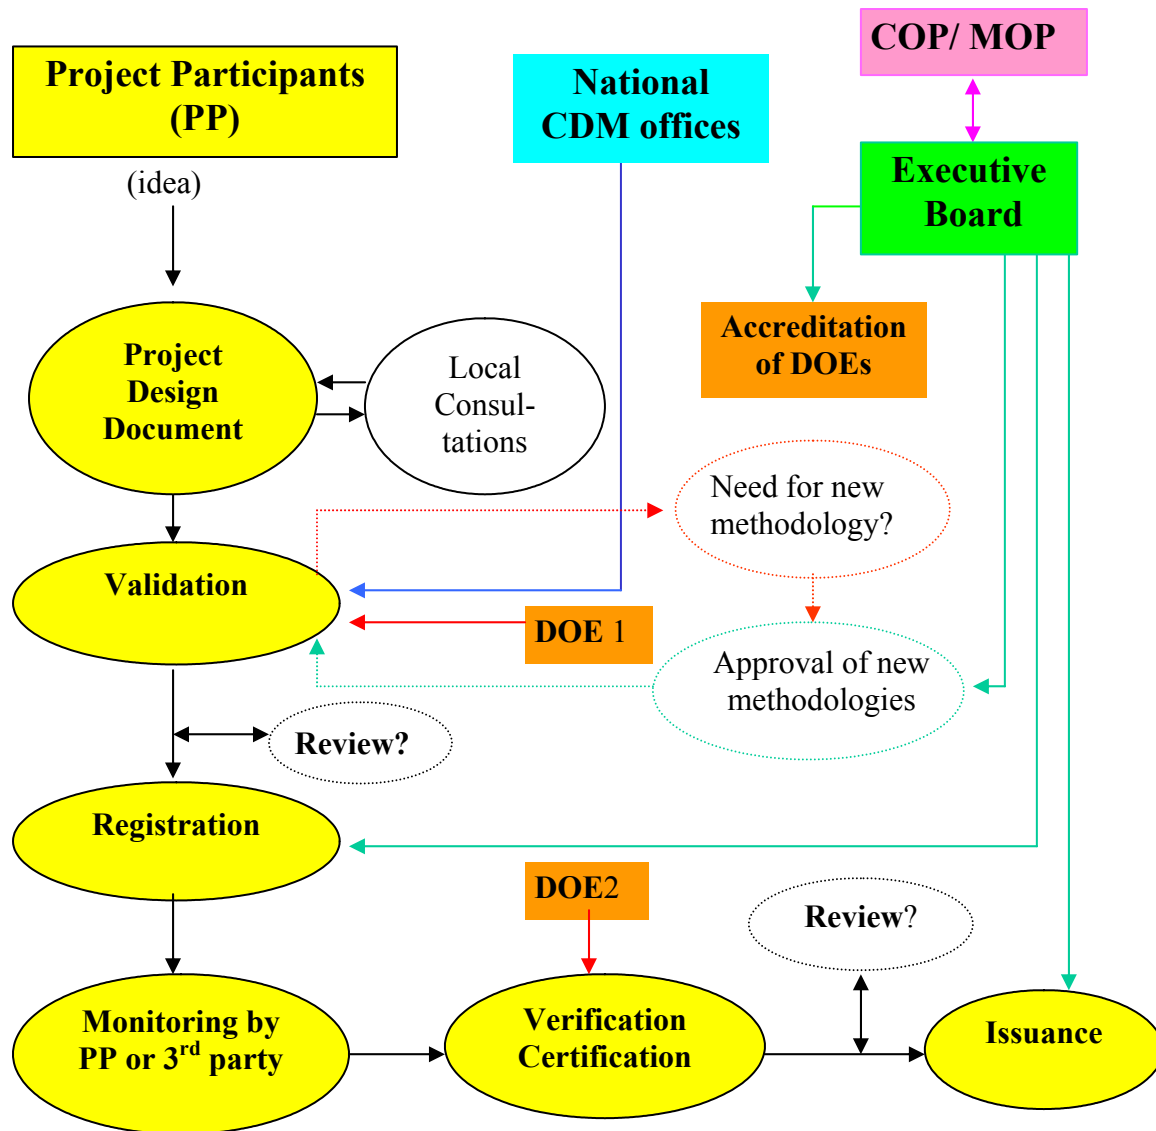 Project Participants
(PP)
National
CDM offices
COP/ MOP
Executive
Board
(idea)
Accreditation
of DOEs
Project
Design
Document
Local
Consul-
tations
Need for new
methodology?
Validation
DOE 1
Approval of new
methodologies
Review?
Registration
DOE2
Review?
Monitoring by
PP or 3rd party
Verification
Certification
Issuance